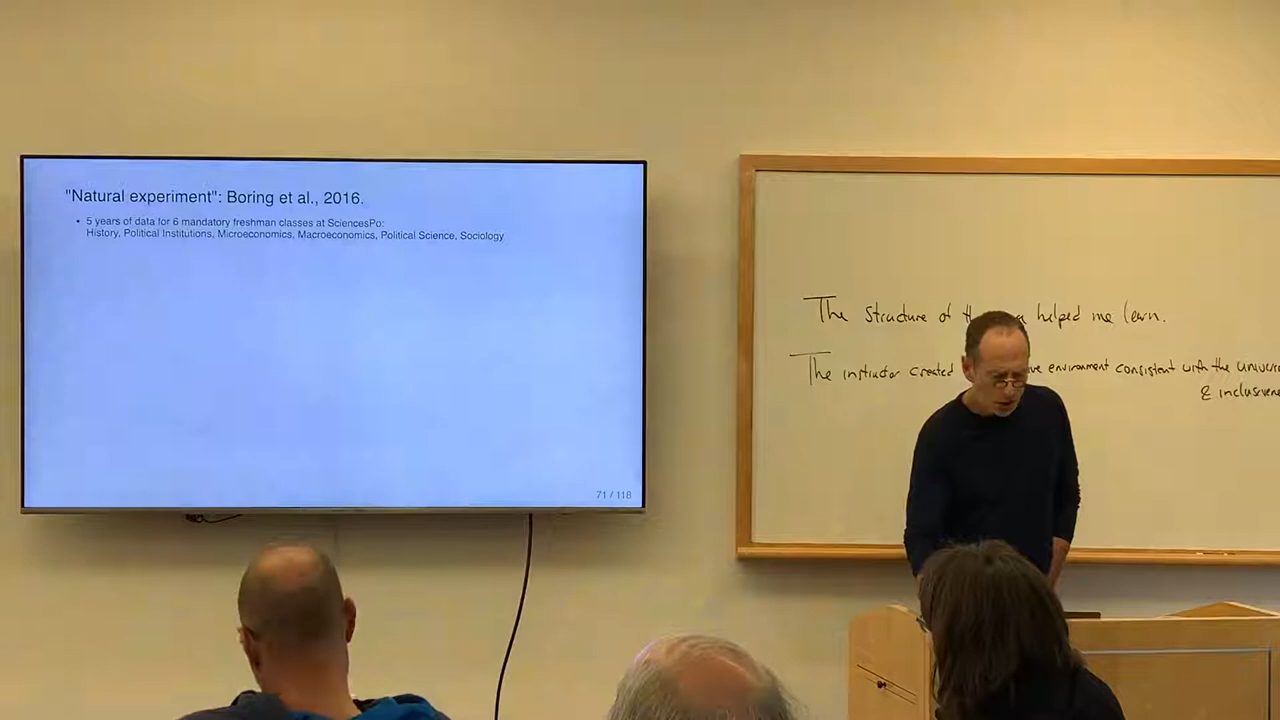 "Natural experiment": Boring et al., 2016.
• 5 years of data for 6 mandatory freshman classes at SciencesPo:
History, Political Institutions, Microeconomics, Macroeconomics, Political Science, Sociology
71 / 118
The structure of helped me learn.
The instructor created environment consistent with the
&